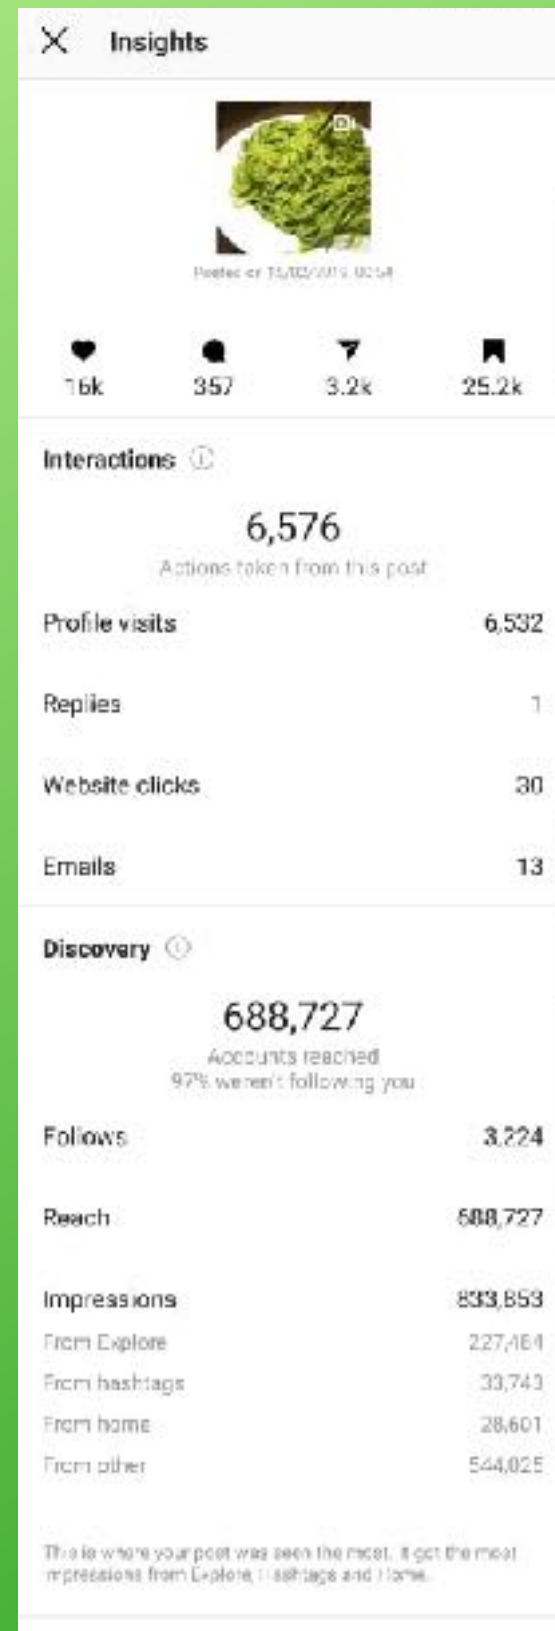 Insights
Posted on
16k 357 3.2k 25.2k
Interactions
6,576
Actions taken from this post
Profile visits 6,532
Replies 1
Website clicks 30
Emails 13
Discovery
688,727
Accounts reached
97% weren't following you
Follows 3,224
Reach 688,727
Impressions 833,853
From Explore 227,484
From hashtags 33,743
From home 28,601
From other 544,025
This is where your post was seen the most. It got the most
impressions from Explore, Hashtags and Home.